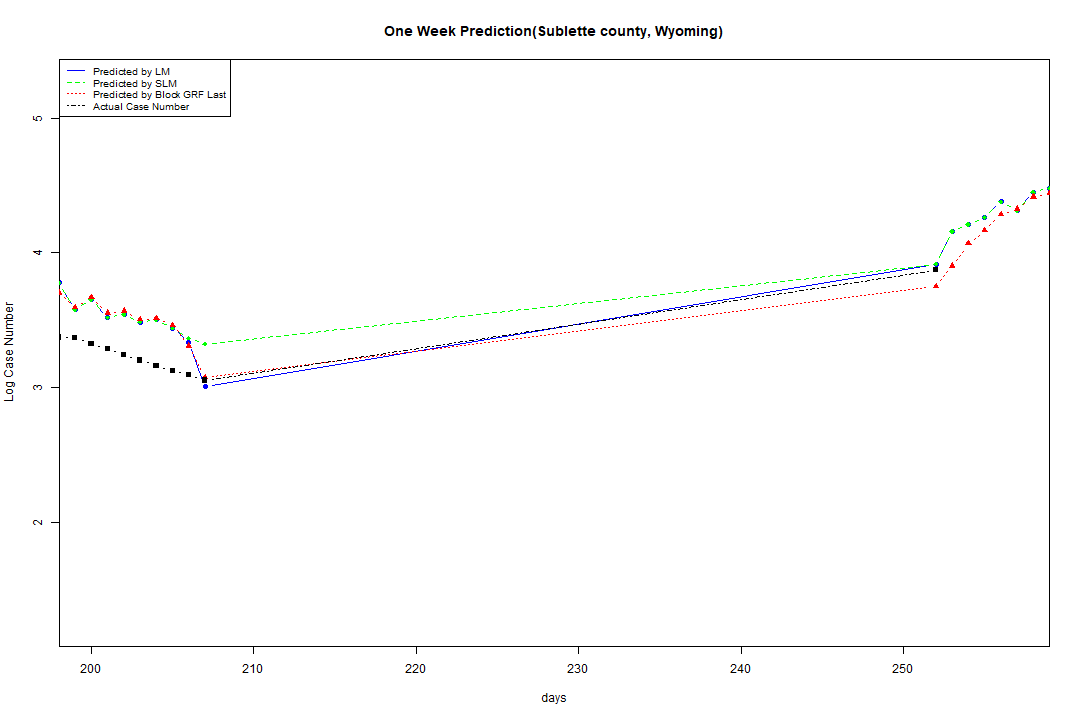 One Week Prediction(Sublette county, Wyoming)
Predicted by LM
Predicted by SLM
Predicted by Block GRF Last
Actual Case Number
5
4
3
2
Log Case Number
200 210 220 230 240 250
days